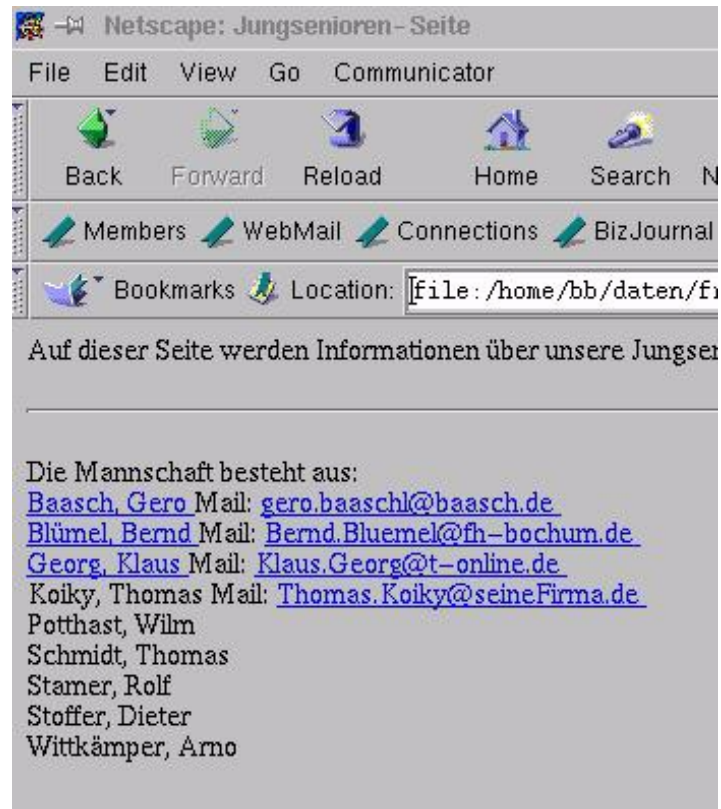 Netscape: Jungsenioren-Seite
File Edit View Go Communicator
Back Forward Reload Home Search N
Members WebMail Connections BizJournal
Bookmarks Location: file:/home/bb/daten/fr
Auf dieser Seite werden Informationen über unsere Jungsen
Die Mannschaft besteht aus:
Baasch, Gero Mail: gero.baaschl@baasch.de
Blümel, Bernd Mail: Bernd.Bluemel@fh-bochum.de
Georg, Klaus Mail: Klaus.Georg@t-online.de
Koiky, Thomas Mail: Thomas.Koiky@seineFirma.de
Potthast, Wilm
Schmidt, Thomas
Stamer, Rolf
Stoffer, Dieter
Wittkämper, Arno